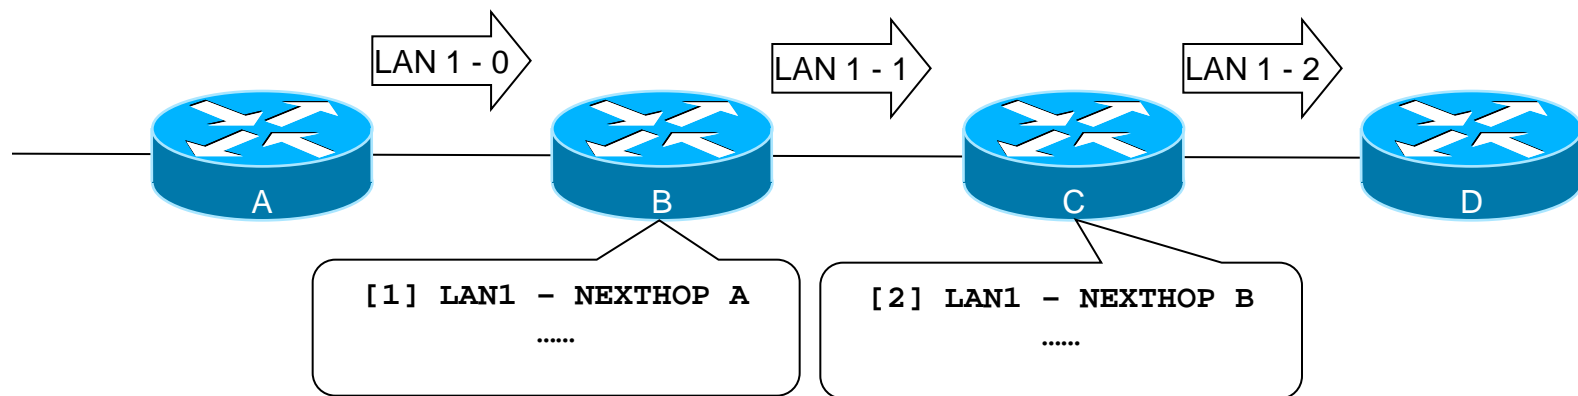 LAN 1 - 0
LAN 1 - 1
LAN 1 - 2
A
B
C
D
[1] LAN1 – NEXTHOP A
……
[2] LAN1 – NEXTHOP B
……